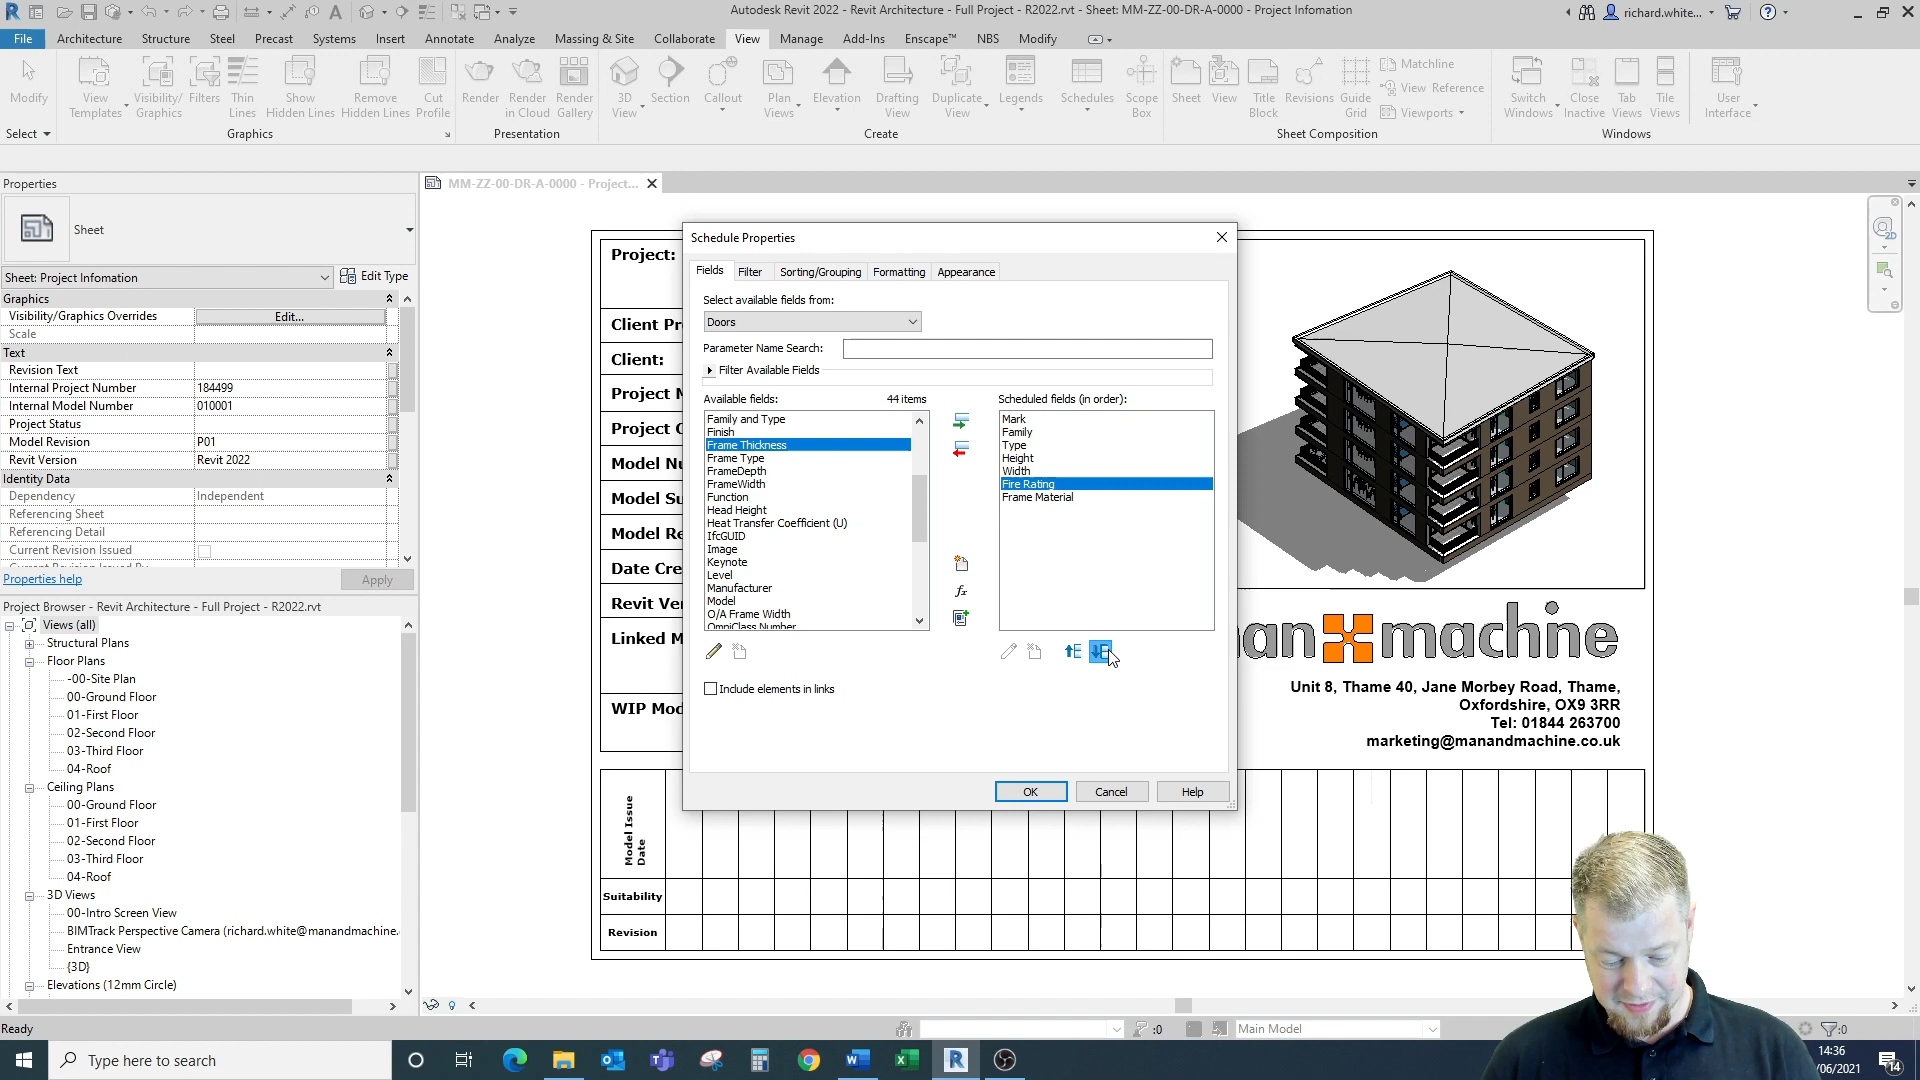 Autodesk Revit 2022 - Revit Architecture - Full Project - R2022.rvt - Sheet: MM-ZZ-00-DR-A-0000 - Project Infomation
richard.white...
File Architecture Structure Steel Precast Systems Insert Annotate Analyze Massing & Site Collaborate View Manage Add-Ins Enscape™ NBS Modify
Modify
View Templates
Visibility/ Graphics
Filters
Thin Lines
Show Hidden Lines
Remove Hidden Lines
Cut Profile
Render
Render in Cloud
Render Gallery
3D View
Section
Callout
Plan Views
Elevation
Drafting View
Duplicate View
Legends
Schedules
Scope Box
Sheet
View
Title Block
Revisions
Guide Grid
Matchline
View Reference
Viewports
Switch Windows
Close Inactive
Tab Views
Tile Views
User Interface
Select Graphics Presentation Create Sheet Composition Windows
Properties
MM-ZZ-00-DR-A-0000 - Project...
Sheet
Sheet: Project Infomation
Edit Type
Graphics
Visibility/Graphics Overrides Edit...
Scale
Text
Revision Text
Internal Project Number 184499
Internal Model Number 010001
Project Status
Model Revision P01
Revit Version Revit 2022
Identity Data
Dependency Independent
Referencing Sheet
Referencing Detail
Current Revision Issued
Properties help
Apply
Project Browser - Revit Architecture - Full Project - R2022.rvt
Views (all)
Structural Plans
Floor Plans
-00-Site Plan
00-Ground Floor
01-First Floor
02-Second Floor
03-Third Floor
04-Roof
Ceiling Plans
00-Ground Floor
01-First Floor
02-Second Floor
03-Third Floor
04-Roof
3D Views
00-Intro Screen View
BIMTrack Perspective Camera (richard.white@manandmachine.
Entrance View
{3D}
Elevations (12mm Circle)
Project:
Client Pr
Client:
Project N
Project C
Model Nu
Model Su
Model Re
Date Cre
Revit Ver
Linked M
WIP Mod
Schedule Properties
Fields Filter Sorting/Grouping Formatting Appearance
Select available fields from:
Doors
Parameter Name Search:
Filter Available Fields
Available fields: 44 items
Family and Type
Finish
Frame Thickness
Frame Type
FrameDepth
FrameWidth
Function
Head Height
Heat Transfer Coefficient (U)
IfcGUID
Image
Keynote
Level
Manufacturer
Model
O/A Frame Width
OmniClass Number
Scheduled fields (in order):
Mark
Family
Type
Height
Width
Fire Rating
Frame Material
fx
Include elements in links
OK Cancel Help
2D
man machine
Unit 8, Thame 40, Jane Morbey Road, Thame,
Oxfordshire, OX9 3RR
Tel: 01844 263700
marketing@manandmachine.co.uk
Model Issue
Date
Suitability
Revision
Ready
:0
Main Model
:0
Type here to search
14:36
/06/2021
14